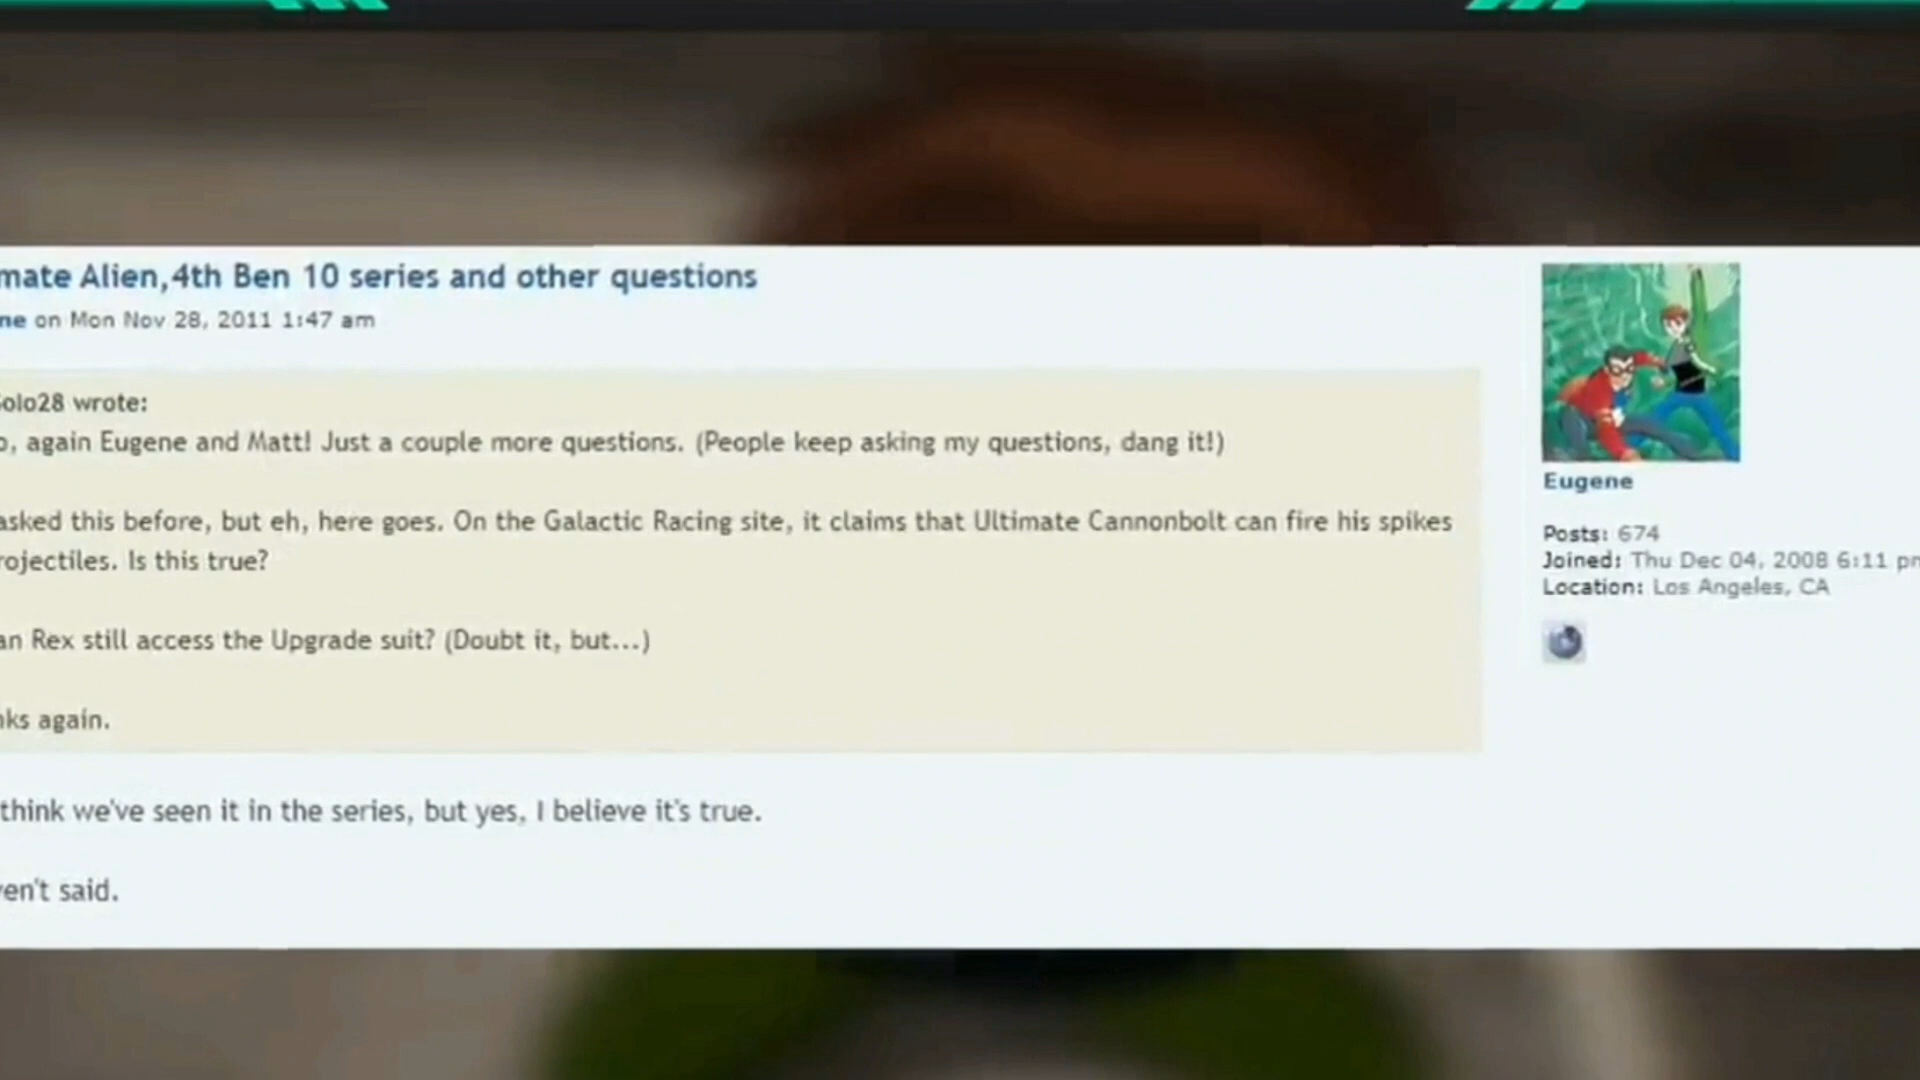 mate Alien,4th Ben 10 series and other questions
ne on Mon Nov 28, 2011 1:47 am
olo28 wrote:
o, again Eugene and Matt! Just a couple more questions. (People keep asking my questions, dang it!)
asked this before, but eh, here goes. On the Galactic Racing site, it claims that Ultimate Cannonbolt can fire his spikes
rojectiles. Is this true?
an Rex still access the Upgrade suit? (Doubt it, but...)
ks again.
think we've seen it in the series, but yes, I believe it's true.
en't said.
Eugene
Posts: 674
Joined: Thu Dec 04, 2008 6:11 pm
Location: Los Angeles, CA